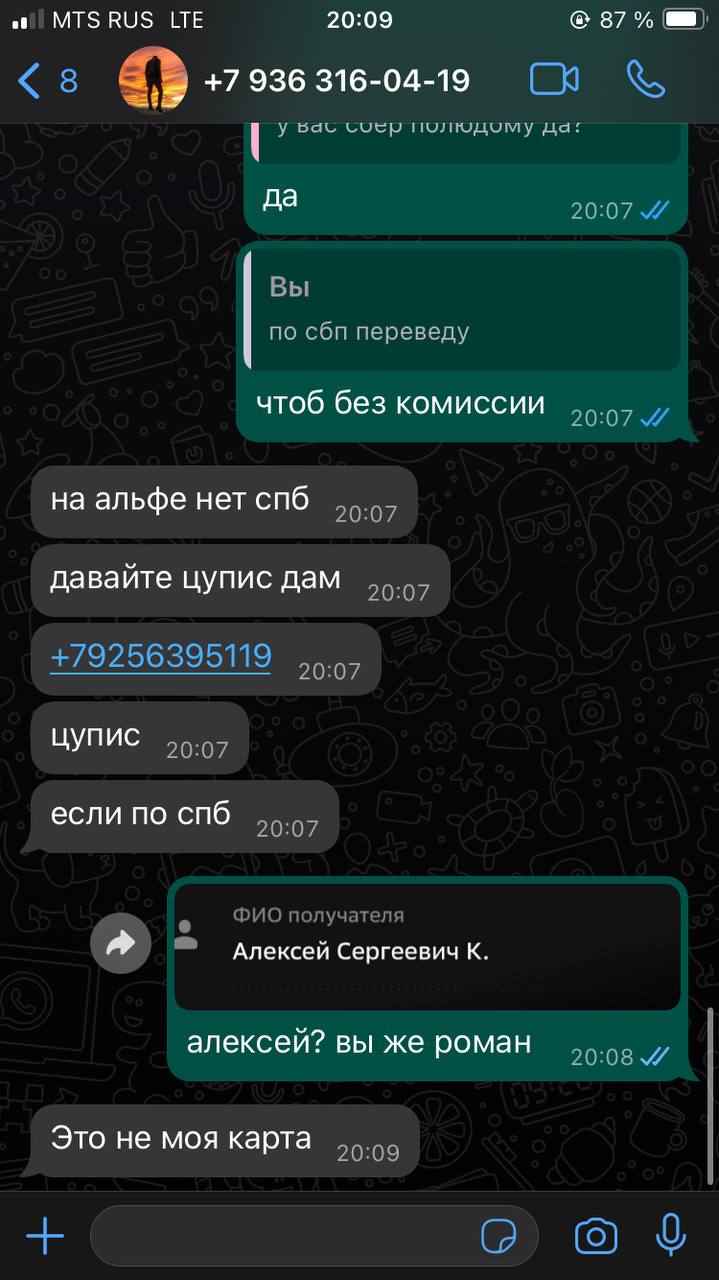 MTS RUS LTE 20:09 87 %
8 +7 936 316-04-19
у вас сбер полюдому да?
да 20:07
Вы
по сбп переведу
чтоб без комиссии 20:07
на альфе нет спб 20:07
давайте цупис дам 20:07
+79256395119 20:07
цупис 20:07
если по спб 20:07
ФИО получателя
Алексей Сергеевич К.
алексей? вы же роман 20:08
Это не моя карта 20:09